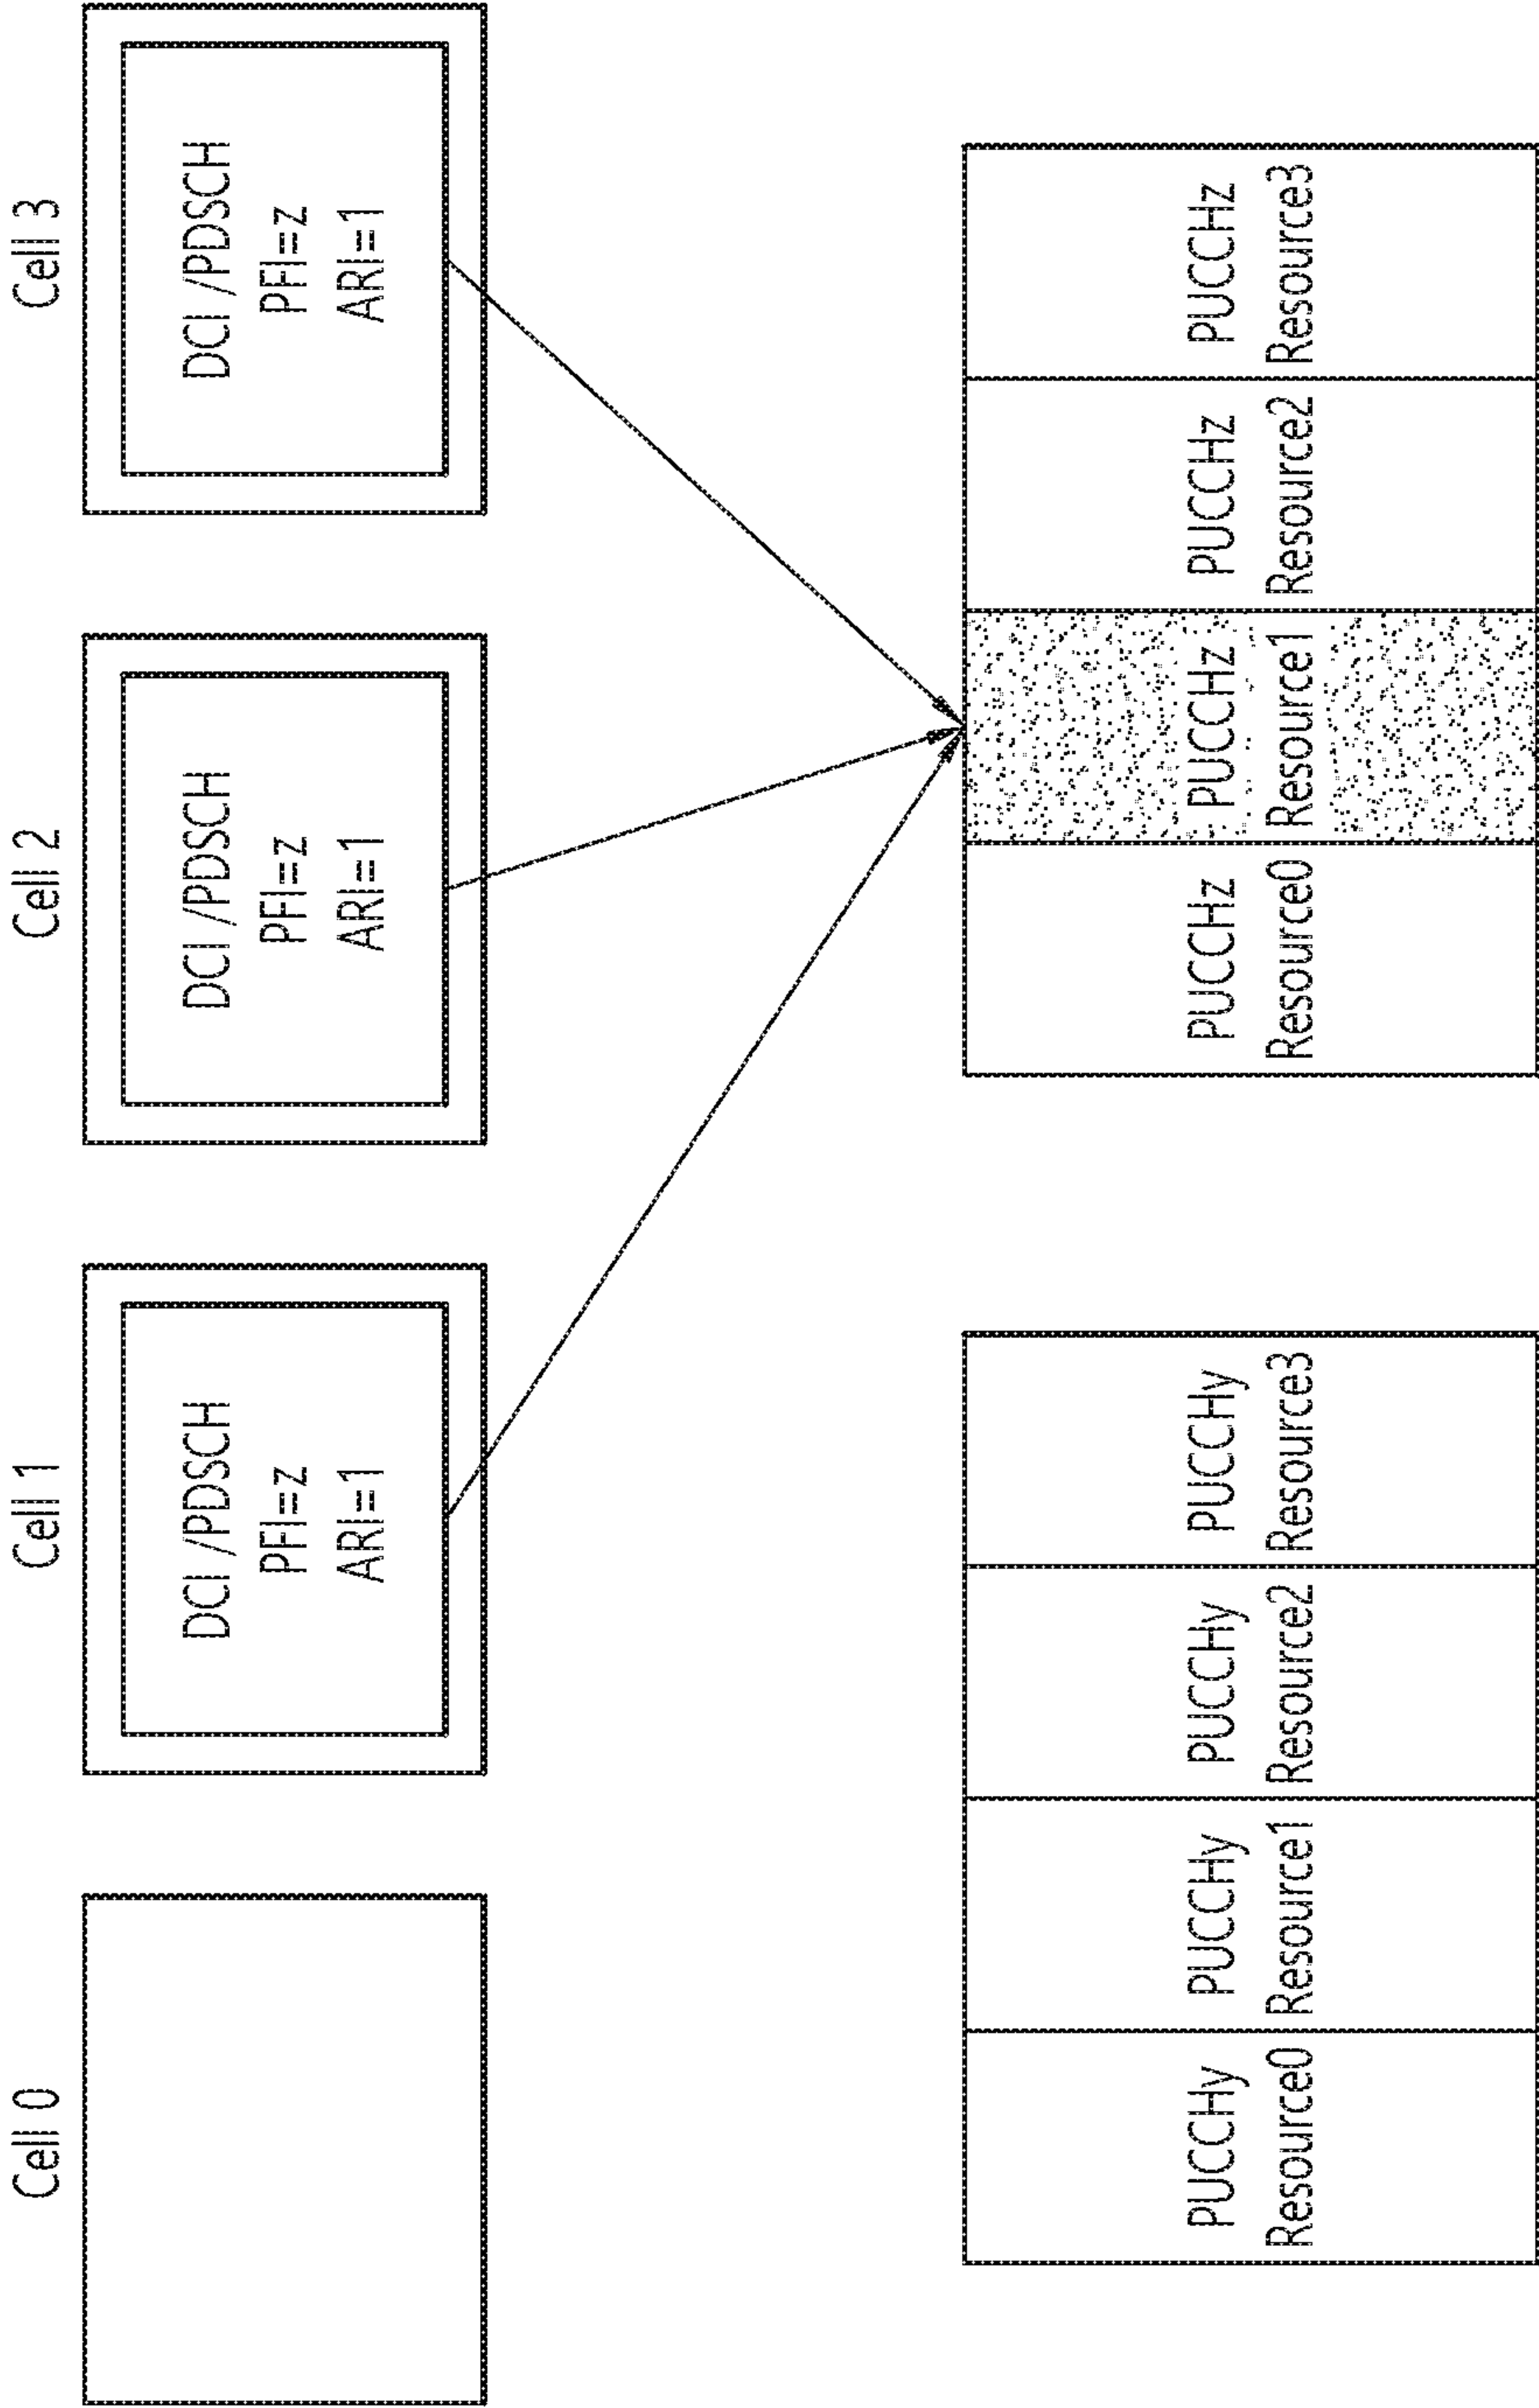 Cell 0
Cell 1
DCI /PDSCH
PFI=z
ARI=1
Cell 2
DCI /PDSCH
PFI=z
ARI=1
Cell 3
DCI /PDSCH
PFI=z
ARI=1
PUCCHy
Resource0
PUCCHy
Resource1
PUCCHy
Resource2
PUCCHy
Resource3
PUCCHz
Resource0
PUCCHz
Resource1
PUCCHz
Resource2
PUCCHz
Resource3